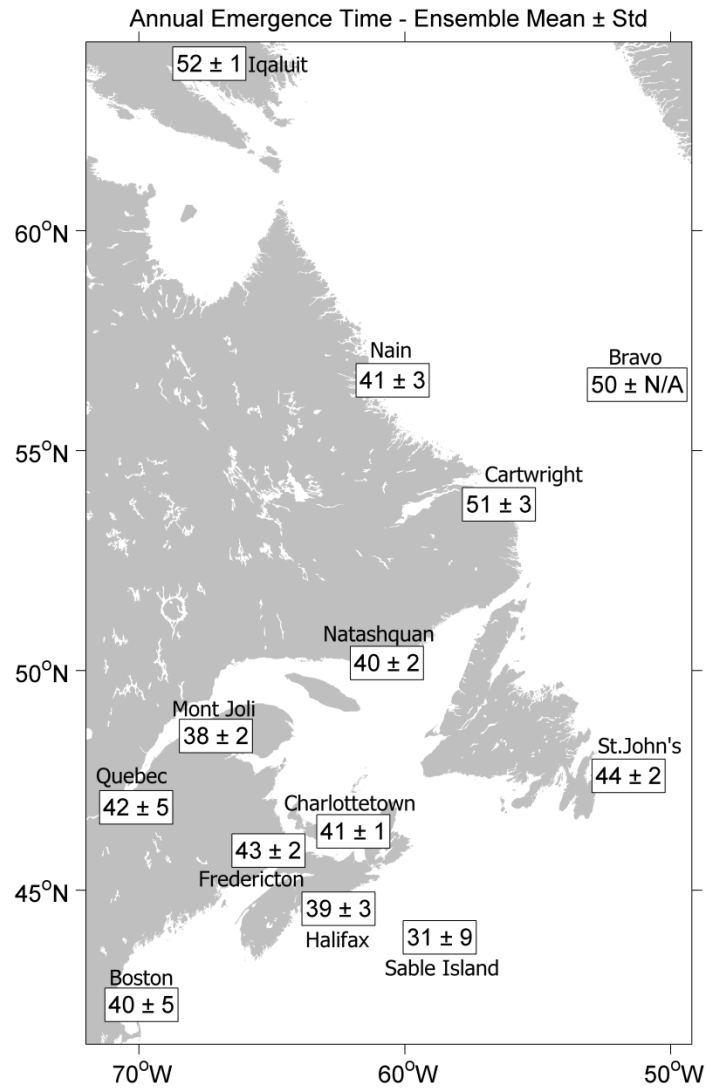 Annual Emergence Time - Ensemble Mean ± Std
52 ± 1 Iqaluit
60°N
Nain
41 ± 3
Bravo
50 ± N/A
55°N
Cartwright
51 ± 3
Natashquan
40 ± 2
50°N
Mont Joli
38 ± 2
St.John's
44 ± 2
Quebec
42 ± 5
Charlottetown
41 ± 1
43 ± 2
Fredericton
45°N
39 ± 3
Halifax
31 ± 9
Sable Island
Boston
40 ± 5
70°W 60°W 50°W